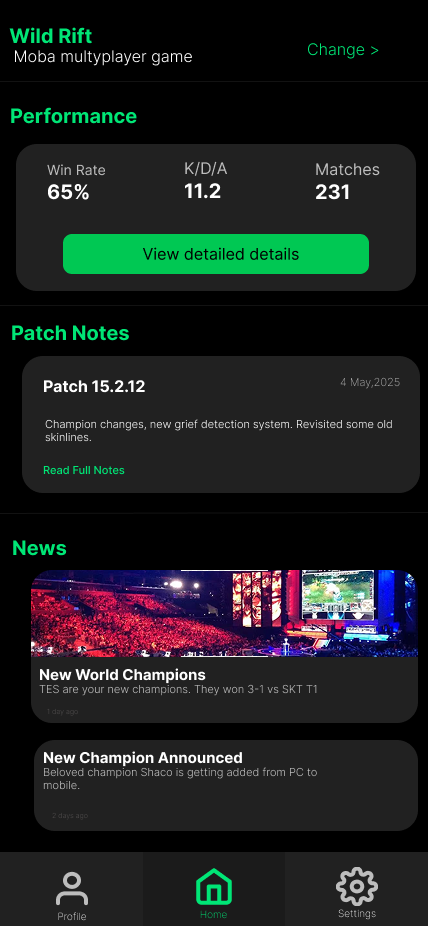 Wild Rift
Moba multyplayer game
Change >
Performance
Win Rate
K/D/A
Matches
65%
11.2
231
View detailed details
Patch Notes
Patch 15.2.12
4 May,2025
Champion changes, new grief detection system. Revisited some old
skinlines.
Read Full Notes
News
New World Champions
TES are your new champions. They won 3-1 vs SKT T1
1 day ago
New Champion Announced
Beloved champion Shaco is getting added from PC to
mobile.
2 days ago
Profile
Home
Settings